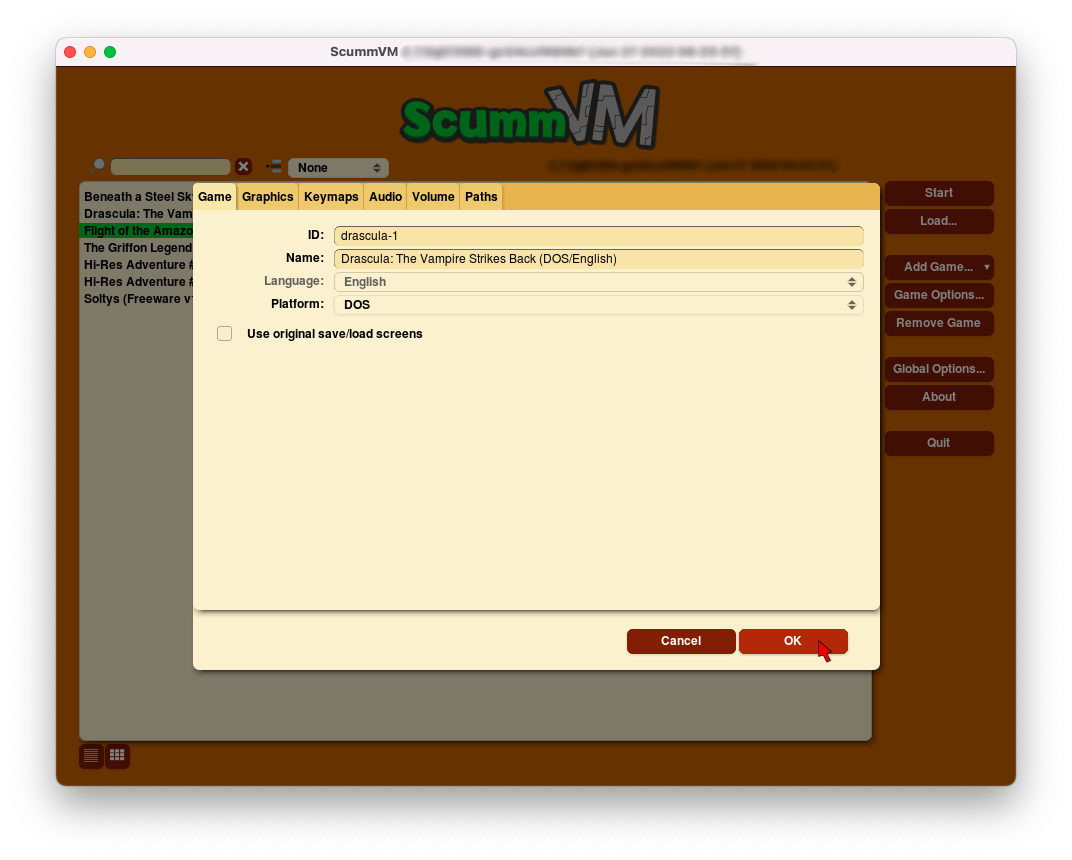 ScummVM
ScummVM
None
Beneath a Steel Sk
Drascula: The Vam
Flight of the Amazo
The Griffon Legend
Hi-Res Adventure #
Hi-Res Adventure #
Soltys (Freeware v
Game Graphics Keymaps Audio Volume Paths
ID: drascula-1
Name: Drascula: The Vampire Strikes Back (DOS/English)
Language: English
Platform: DOS
Use original save/load screens
Cancel OK
Start
Load...
Add Game...
Game Options...
Remove Game
Global Options...
About
Quit